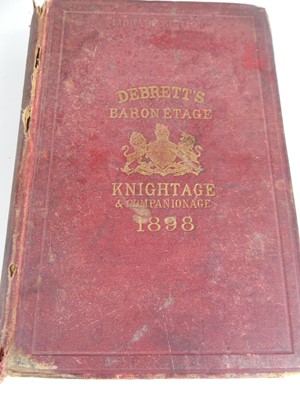 DEBRETT'S
BARONETAGE
KNIGHTAGE
& COMPANIONAGE
1898